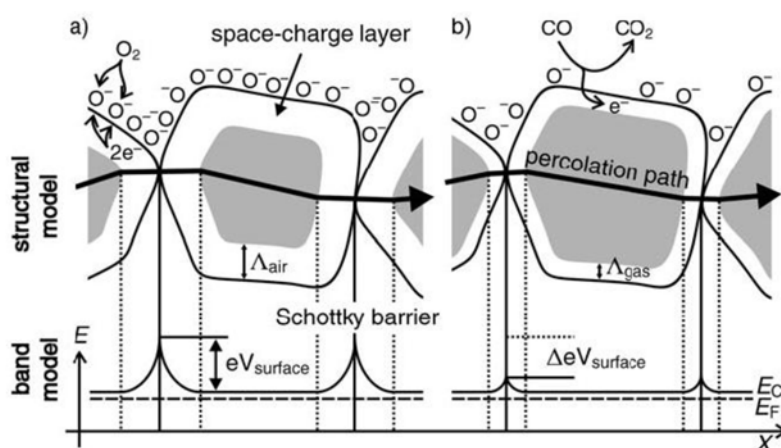 a)
O₂
space-charge layer
b)
CO
CO₂
O⁻ O⁻ O⁻ O⁻ ⁻O O⁻ O⁻ O⁻ O⁻ O⁻ O⁻ ⁻O O⁻ O⁻ O⁻
2e⁻
O⁻ O⁻ O⁻ O⁻ ⁻O O⁻ O⁻ O⁻
e⁻
structural model
percolation path
Λair
Λgas
Schottky barrier
band model
E
eVsurface
ΔeVsurface
EC
EF
x